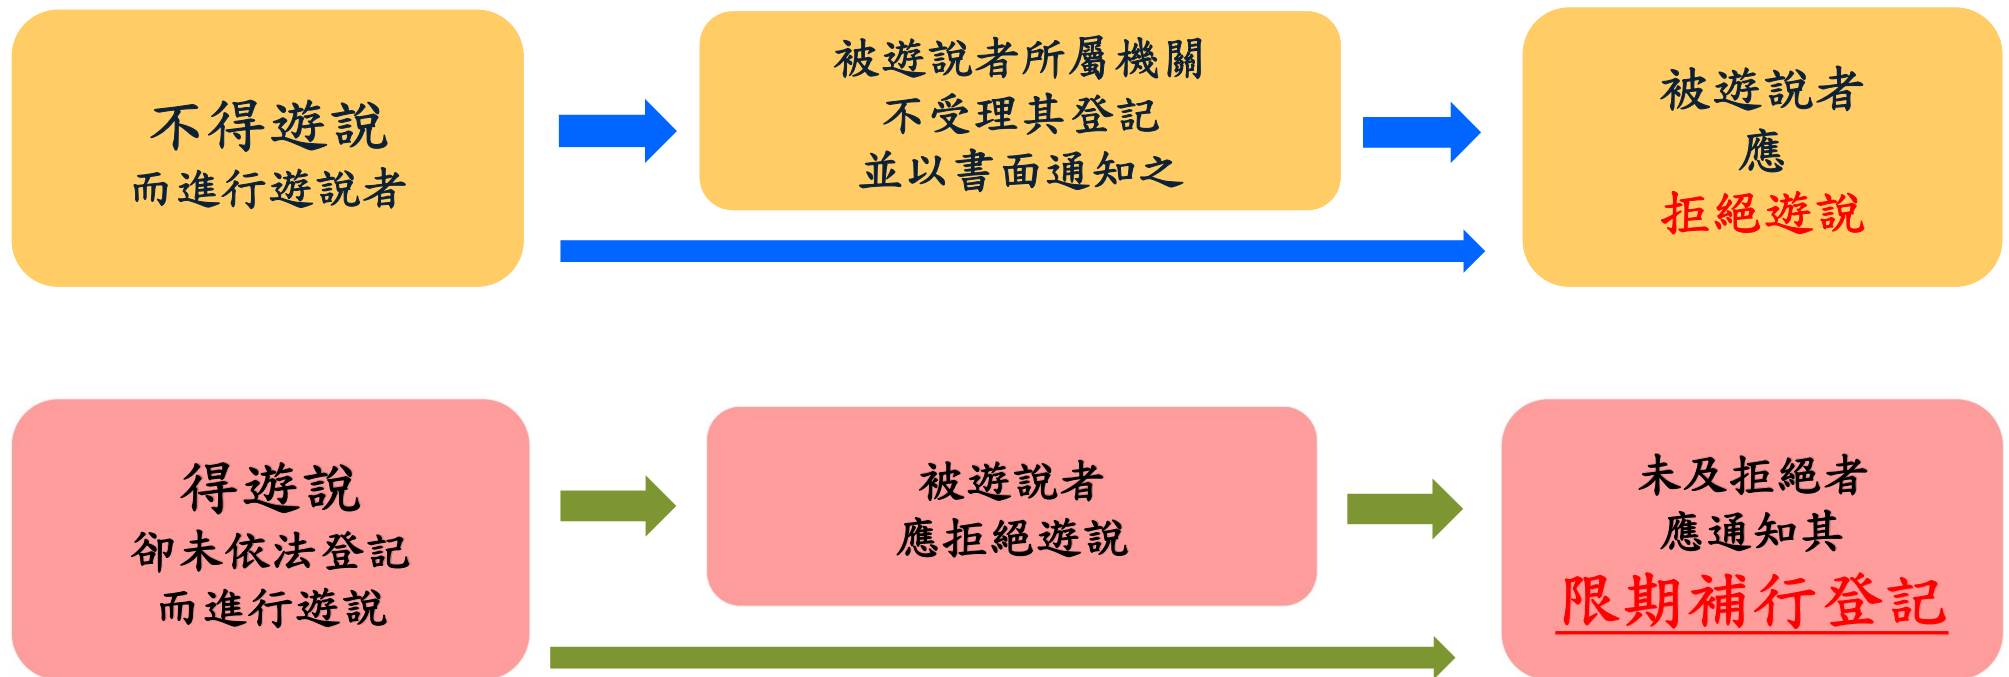 不得遊說
而進行遊說者
被遊說者所屬機關
不受理其登記
並以書面通知之
被遊說者
應
拒絕遊說
得遊說
卻未依法登記
而進行遊說
被遊說者
應拒絕遊說
未及拒絕者
應通知其
限期補行登記